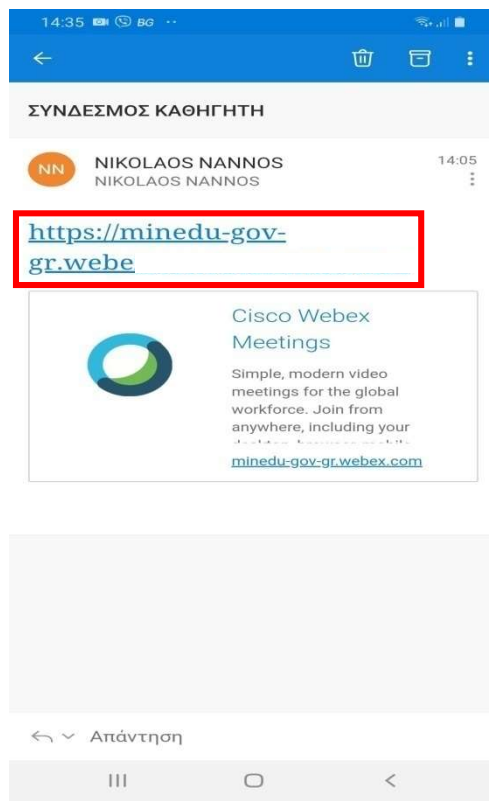 14:35 BG
ΣΥΝΔΕΣΜΟΣ ΚΑΘΗΓΗΤΗ
NN
NIKOLAOS NANNOS
14:05
NIKOLAOS NANNOS
https://minedu-gov-
gr.webe
Cisco Webex
Meetings
Simple, modern video
meetings for the global
workforce. Join from
anywhere, including your
minedu-gov-gr.webex.com
Απάντηση